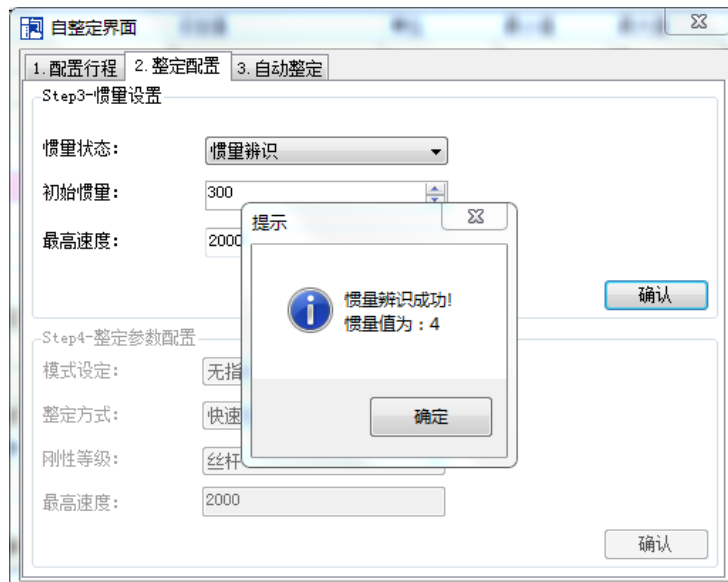 自整定界面
1.配置行程 2.整定配置 3.自动整定
Step3-惯量设置
惯量状态： 惯量辨识
初始惯量： 300
最高速度： 2000
确认
提示
惯量辨识成功!
惯量值为：4
确定
Step4-整定参数配置
模式设定： 无指
整定方式： 快速
刚性等级： 丝杆
最高速度： 2000
确认